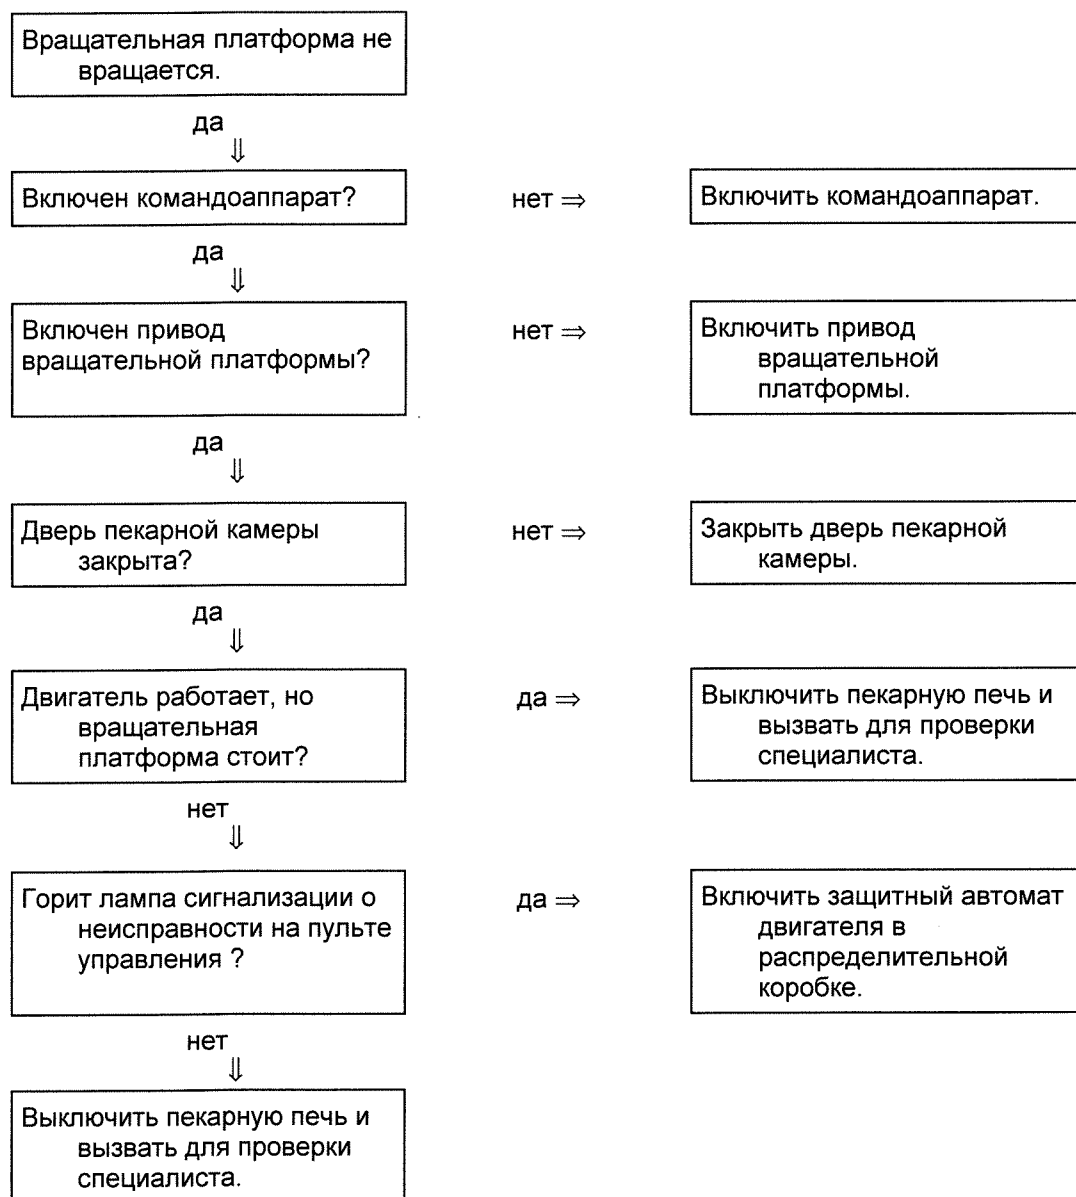 Вращательная платформа не
вращается.
да
⇓
Включен командоаппарат?
нет ⇒
Включить командоаппарат.
да
⇓
Включен привод
вращательной платформы?
нет ⇒
Включить привод
вращательной
платформы.
да
⇓
Дверь пекарной камеры
закрыта?
нет ⇒
Закрыть дверь пекарной
камеры.
да
⇓
Двигатель работает, но
вращательная
платформа стоит?
да ⇒
Выключить пекарную печь и
вызвать для проверки
специалиста.
нет
⇓
Горит лампа сигнализации о
неисправности на пульте
управления ?
да ⇒
Включить защитный автомат
двигателя в
распределительной
коробке.
нет
⇓
Выключить пекарную печь и
вызвать для проверки
специалиста.